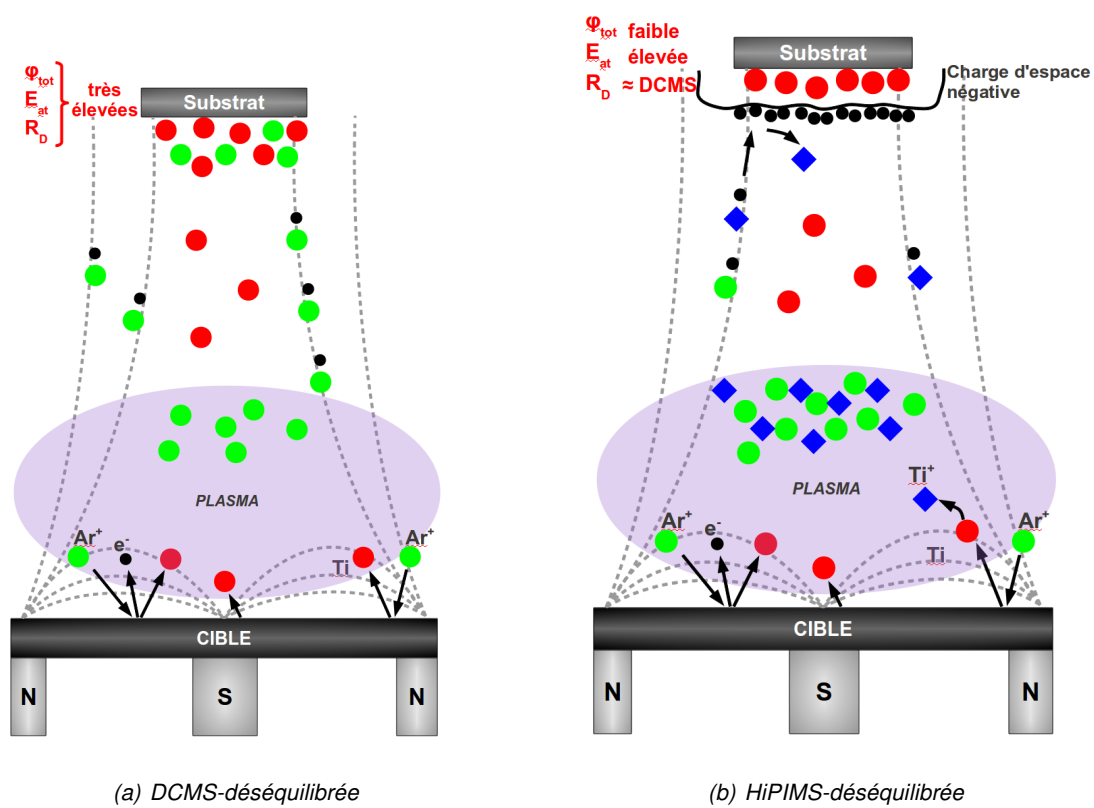 φtot
Eat
RD
très
élevées
Substrat
PLASMA
Ar⁺
e⁻
Ti
Ar⁺
CIBLE
N
S
N
(a) DCMS-déséquilibrée
φtot faible
Eat élevée
RD ≈ DCMS
Substrat
Charge d'espace
négative
Ti⁺
PLASMA
Ar⁺
e⁻
Ti
Ar⁺
CIBLE
N
S
N
(b) HiPIMS-déséquilibrée